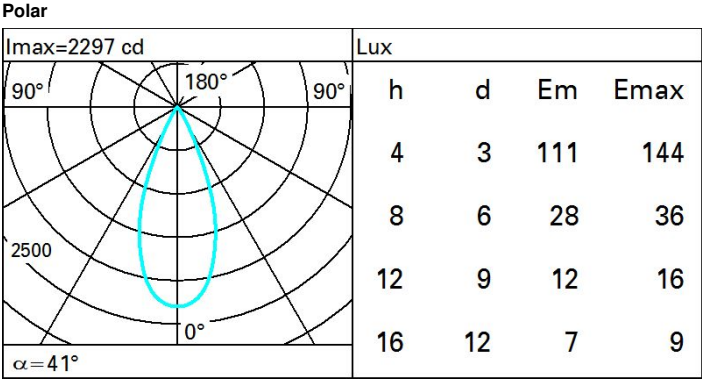 Polar
Imax=2297 cd
Lux
90°
180°
90°
2500
0°
α=41°
h d Em Emax
4 3 111 144
8 6 28 36
12 9 12 16
16 12 7 9